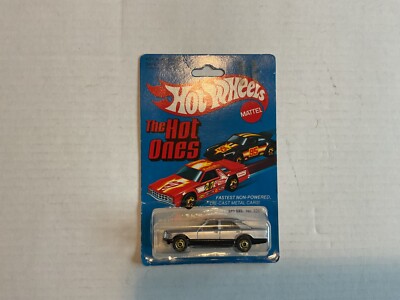 HOT WHEELS
MATTEL
The Hot
Ones
FASTEST NON-POWERED,
DIE-CAST METAL CARS!